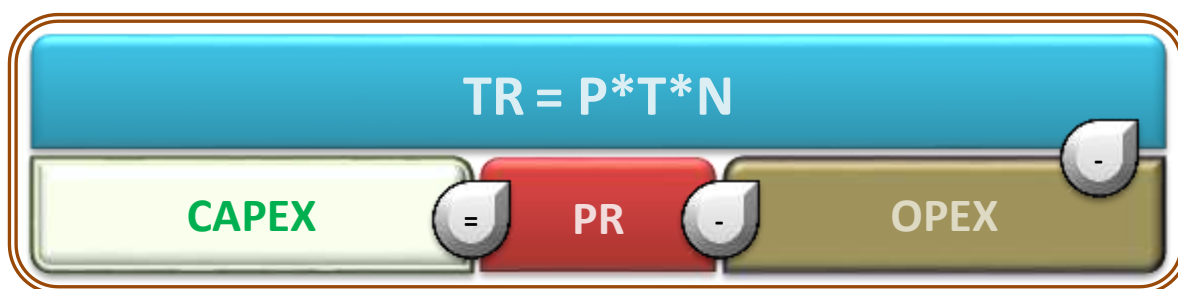 TR = P*T*N
-
CAPEX = PR - OPEX